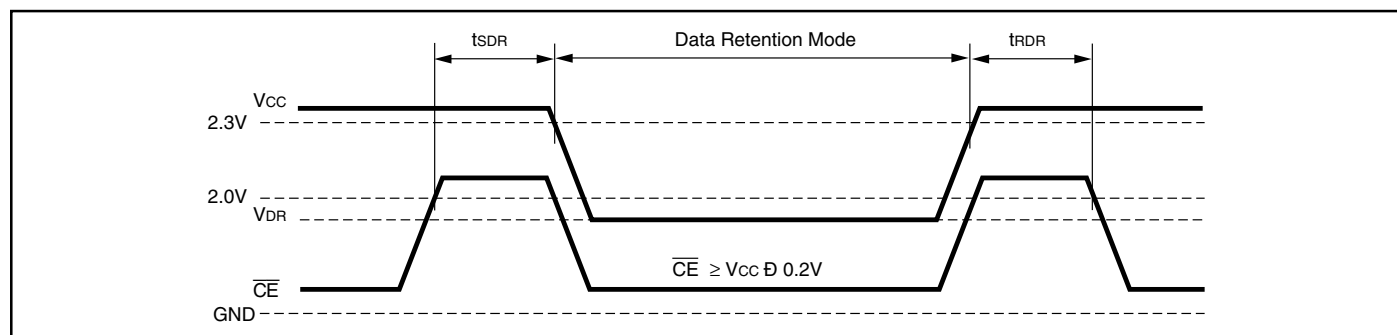 tSDR Data Retention Mode tRDR
VCC
2.3V
2.0V
VDR
CE ≥ VCC Ð 0.2V
CE
GND